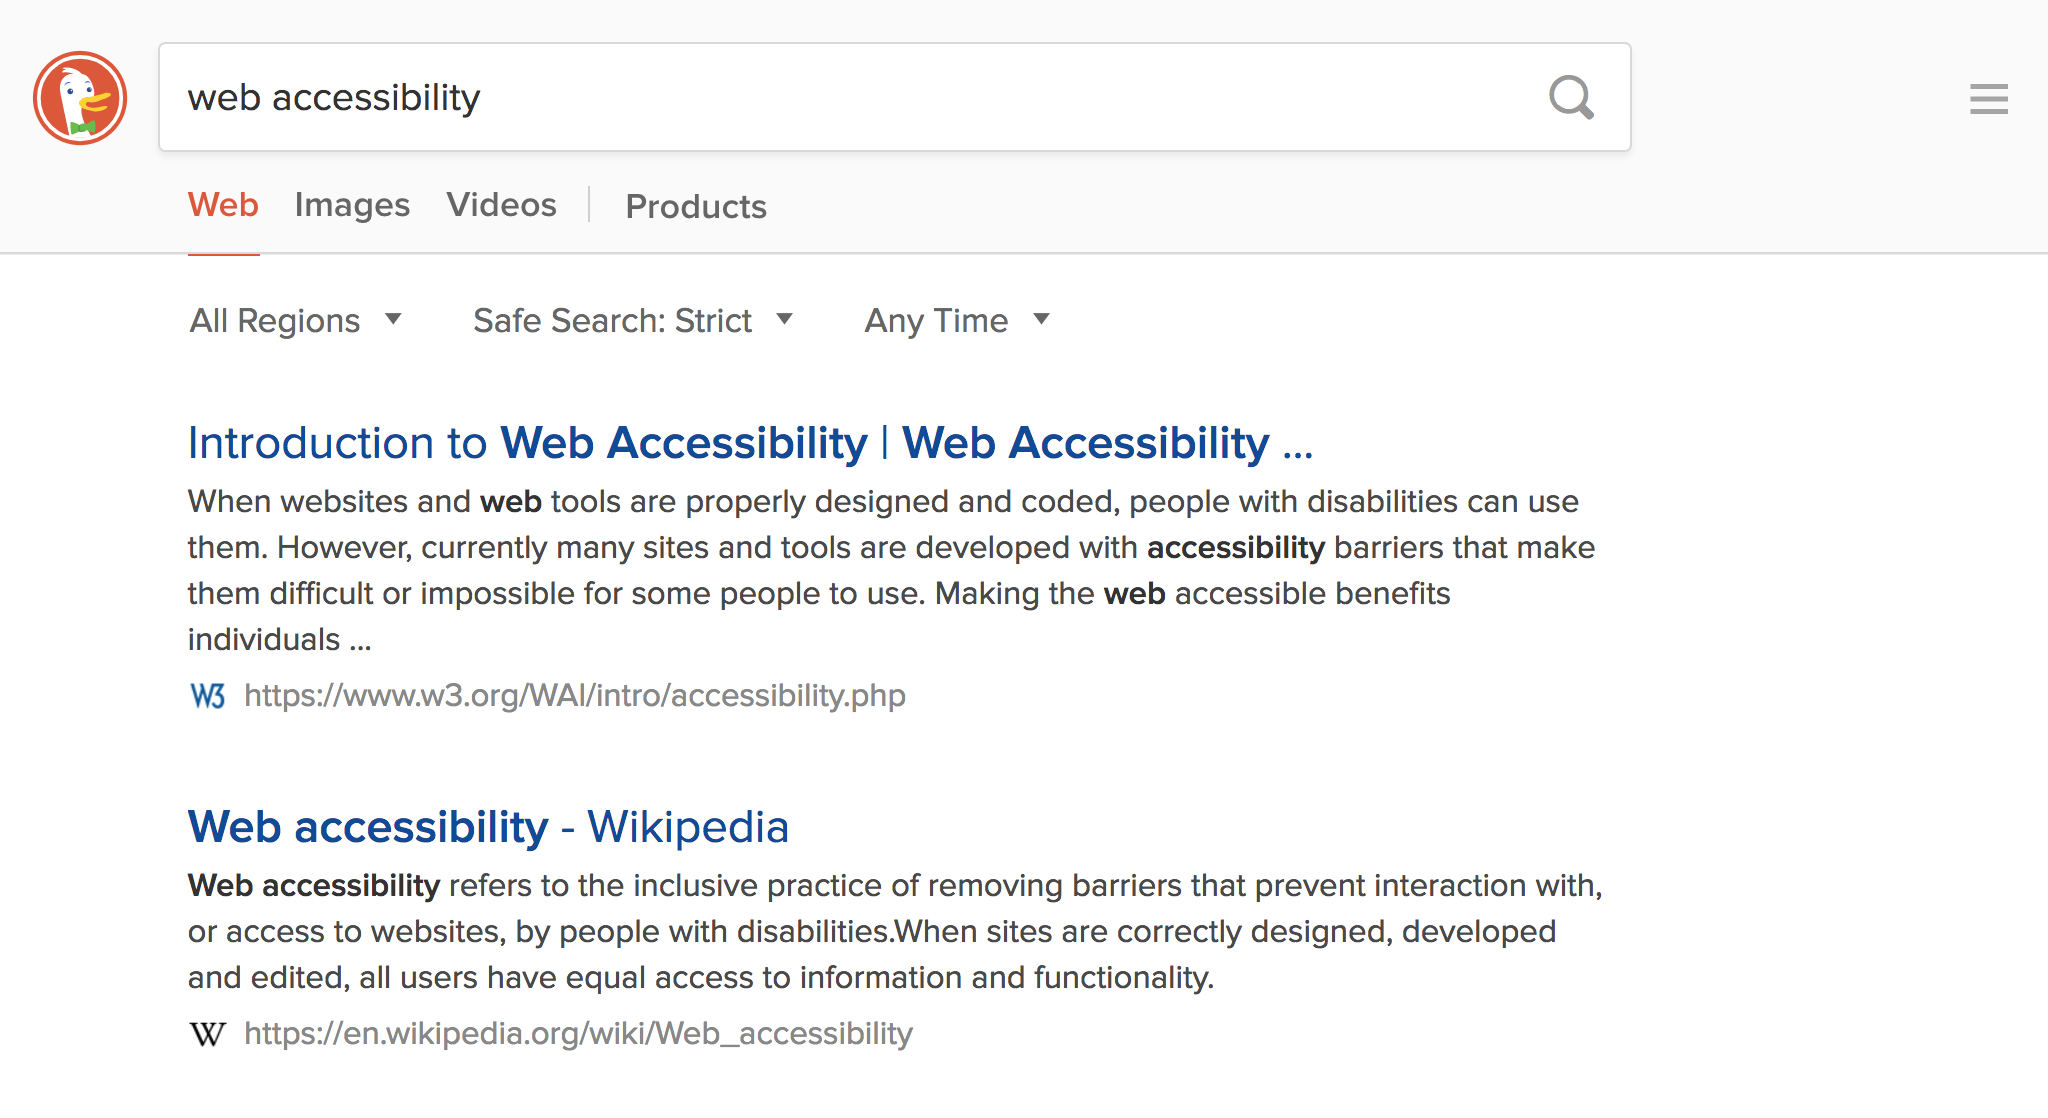 web accessibility
Web Images Videos Products
All Regions Safe Search: Strict Any Time
Introduction to Web Accessibility | Web Accessibility ...
When websites and web tools are properly designed and coded, people with disabilities can use
them. However, currently many sites and tools are developed with accessibility barriers that make
them difficult or impossible for some people to use. Making the web accessible benefits
individuals ...
W3 https://www.w3.org/WAI/intro/accessibility.php
Web accessibility - Wikipedia
Web accessibility refers to the inclusive practice of removing barriers that prevent interaction with,
or access to websites, by people with disabilities.When sites are correctly designed, developed
and edited, all users have equal access to information and functionality.
W https://en.wikipedia.org/wiki/Web_accessibility